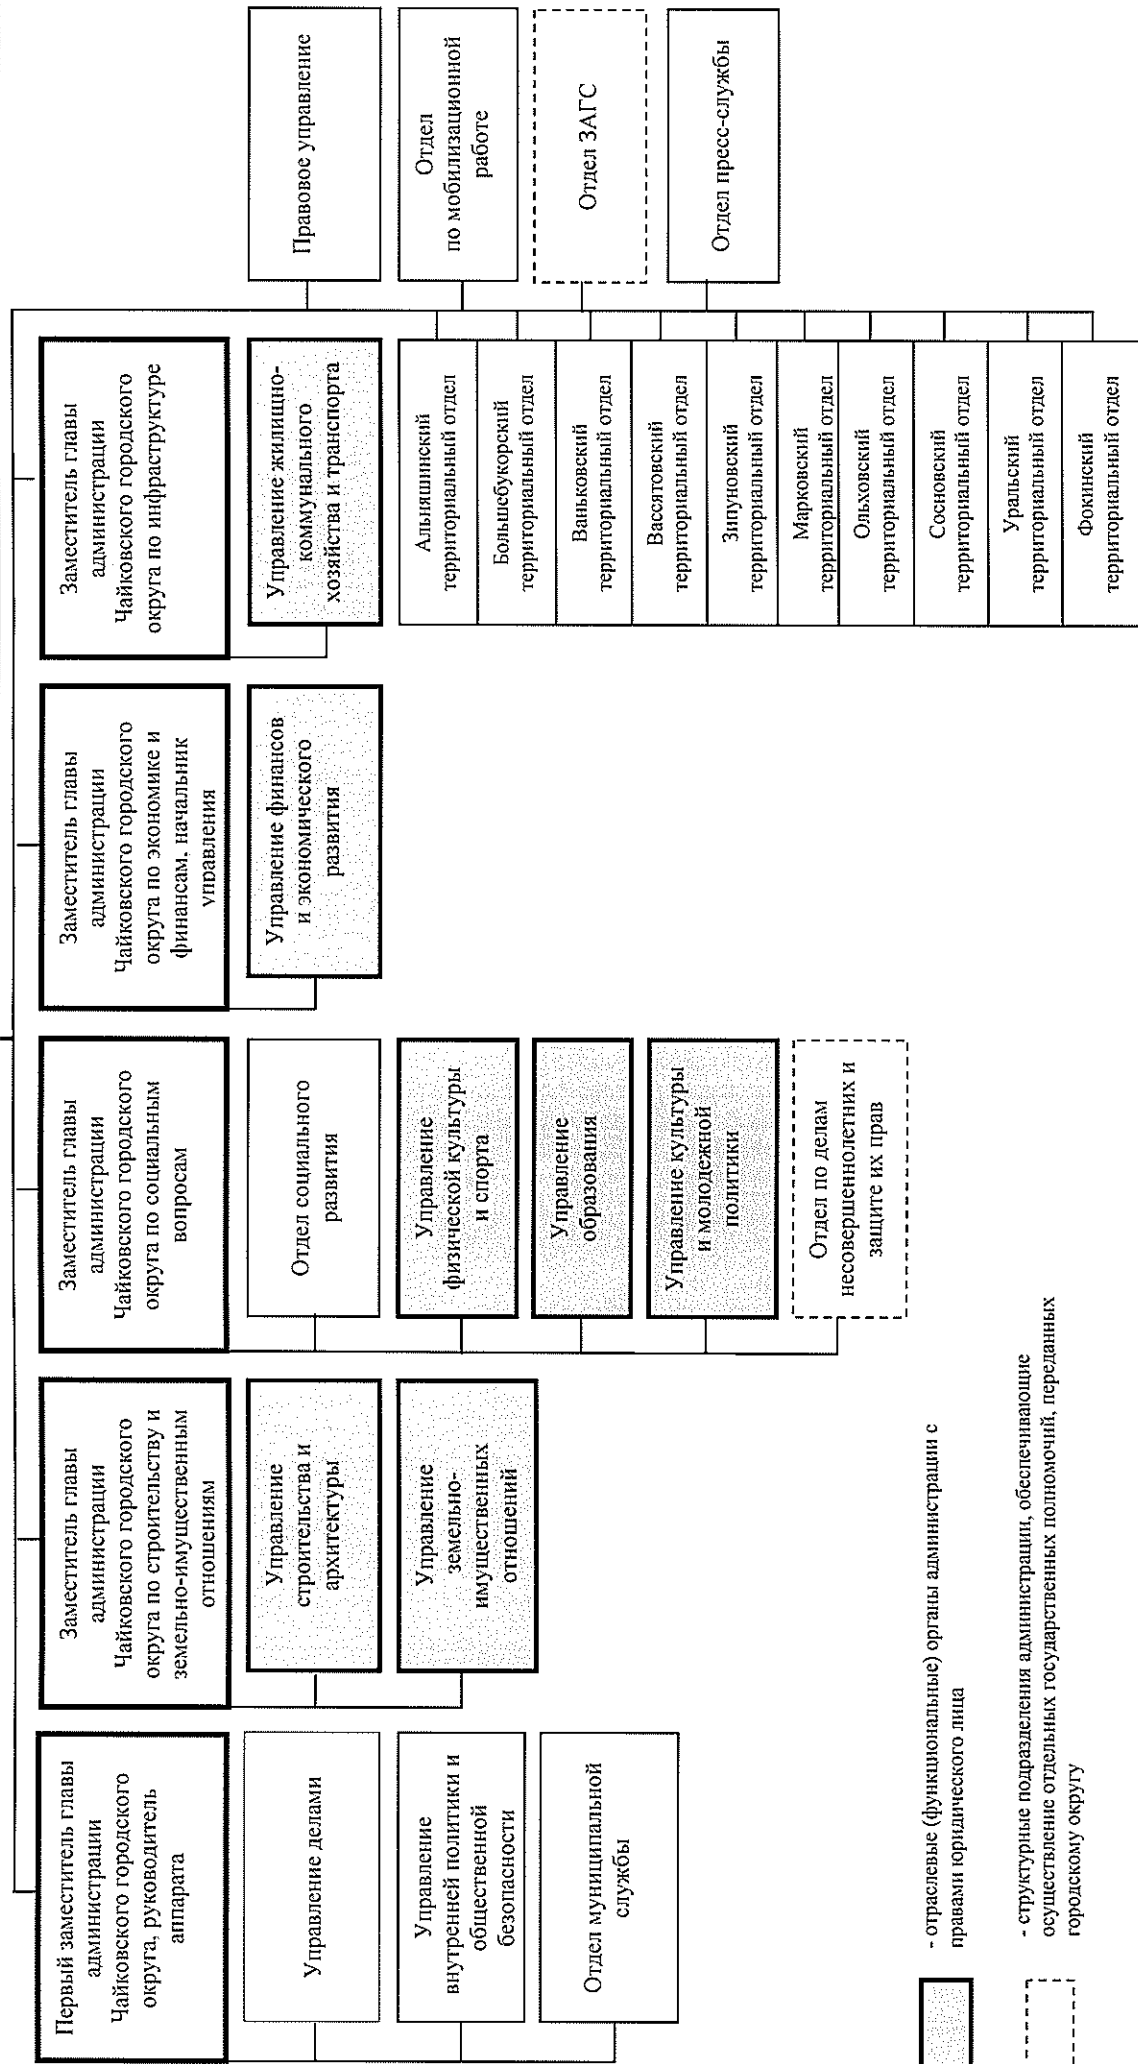 Первый заместитель главы
администрации
Чайковского городского
округа, руководитель
аппарата
Управление делами
Управление
внутренней политики и
общественной
безопасности
Отдел муниципальной
службы
Заместитель главы
администрации
Чайковского городского
округа по строительству и
земельно-имущественным
отношениям
Управление
строительства и
архитектуры
Управление
земельно-
имущественных
отношений
Заместитель главы
администрации
Чайковского городского
округа по социальным
вопросам
Отдел социального
развития
Управление
физической культуры
и спорта
Управление
образования
Управление культуры
и молодежной
политики
Отдел по делам
несовершеннолетних и
защите их прав
Заместитель главы
администрации
Чайковского городского
округа по экономике и
финансам, начальник
управления
Управление финансов
и экономического
развития
Заместитель главы
администрации
Чайковского городского
округа по инфраструктуре
Управление жилищно-
коммунального
хозяйства и транспорта
Альняшинский
территориальный отдел
Большебукорский
территориальный отдел
Ваньковский
территориальный отдел
Вассятовский
территориальный отдел
Зипуновский
территориальный отдел
Марковский
территориальный отдел
Ольховский
территориальный отдел
Сосновский
территориальный отдел
Уральский
территориальный отдел
Фокинский
территориальный отдел
Правовое управление
Отдел
по мобилизационной
работе
Отдел ЗАГС
Отдел пресс-службы
- отраслевые (функциональные) органы администрации с
правами юридического лица
- структурные подразделения администрации, обеспечивающие
осуществление отдельных государственных полномочий, переданных
городскому округу